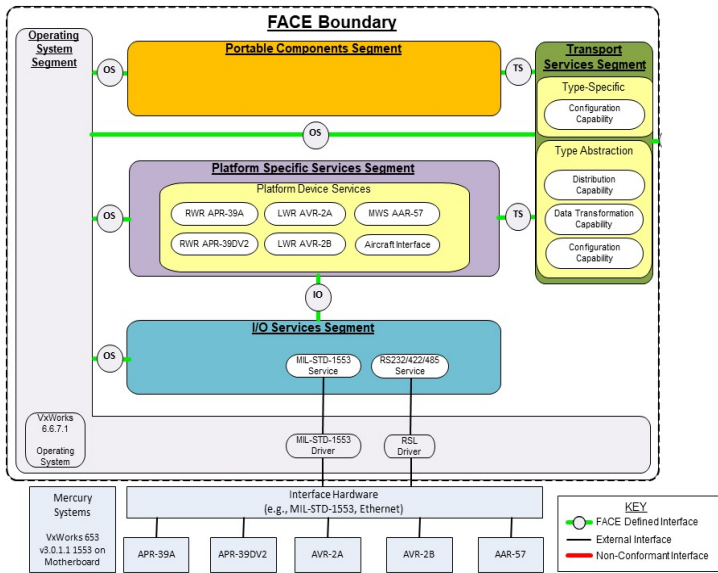 FACE Boundary
Operating
System
Segment
Portable Components Segment
Transport
Services Segment
OS
TS
Type-Specific
Configuration
Capability
OS
Type Abstraction
Distribution
Capability
Data Transformation
Capability
Configuration
Capability
Platform Specific Services Segment
Platform Device Services
RWR APR-39A
LWR AVR-2A
MWS AAR-57
RWR APR-39DV2
LWR AVR-2B
Aircraft Interface
OS
TS
IO
I/O Services Segment
OS
MIL-STD-1553
Service
RS232/422/485
Service
VxWorks
6.6.7.1
Operating
System
MIL-STD-1553
Driver
RSL
Driver
Mercury
Systems
VxWorks 653
v3.0.1.1 1553 on
Motherboard
Interface Hardware
(e.g., MIL-STD-1553, Ethernet)
APR-39A
APR-39DV2
AVR-2A
AVR-2B
AAR-57
KEY
FACE Defined Interface
External Interface
Non-Conformant Interface